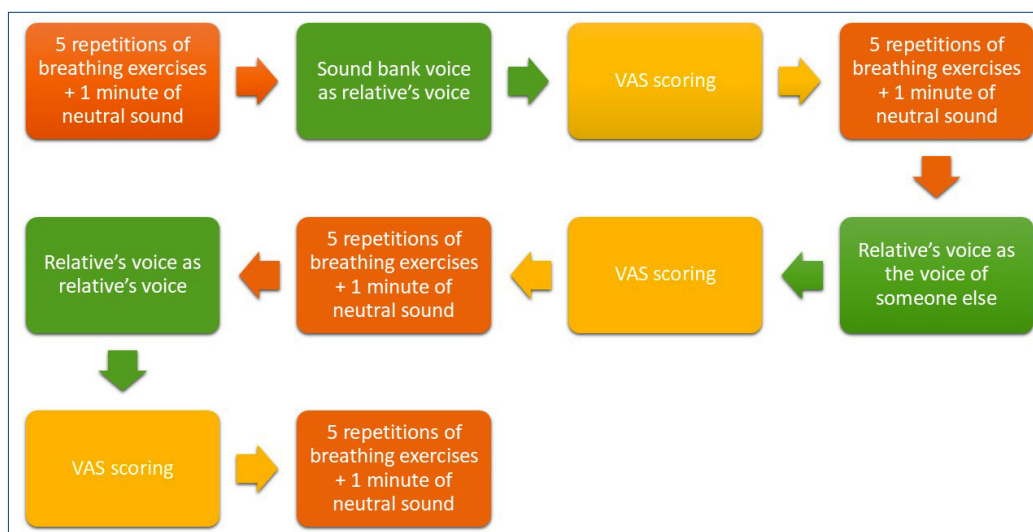 5 repetitions of
breathing exercises
+ 1 minute of
neutral sound
Sound bank voice
as relative's voice
VAS scoring
5 repetitions of
breathing exercises
+ 1 minute of
neutral sound
Relative's voice as
the voice of
someone else
VAS scoring
5 repetitions of
breathing exercises
+ 1 minute of
neutral sound
Relative's voice as
relative's voice
VAS scoring
5 repetitions of
breathing exercises
+ 1 minute of
neutral sound